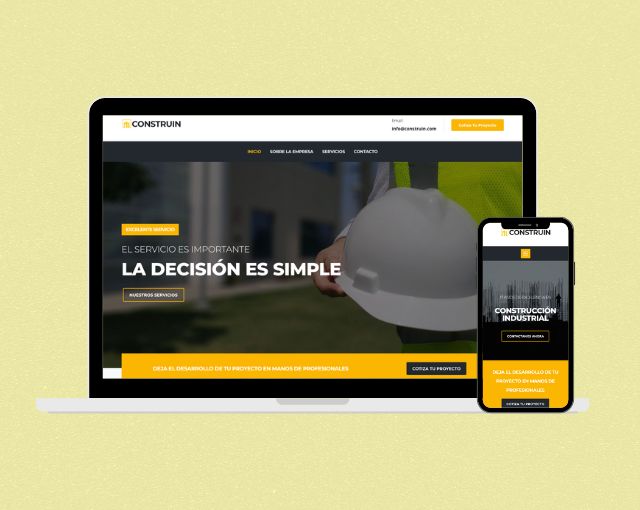 CONSTRUIN
Email
info@construin.com
Cotiza Tu Proyecto
INICIO SOBRE LA EMPRESA SERVICIOS CONTACTO
EXCELENTE SERVICIO
EL SERVICIO ES IMPORTANTE
LA DECISIÓN ES SIMPLE
NUESTROS SERVICIOS
DEJA EL DESARROLLO DE TU PROYECTO EN MANOS DE PROFESIONALES
COTIZA TU PROYECTO
CONSTRUIN
CONSTRUCCIÓN
INDUSTRIAL
CONTACTANOS AHORA
DEJA EL DESARROLLO DE TU
PROYECTO EN MANOS DE
PROFESIONALES
COTIZA TU PROYECTO